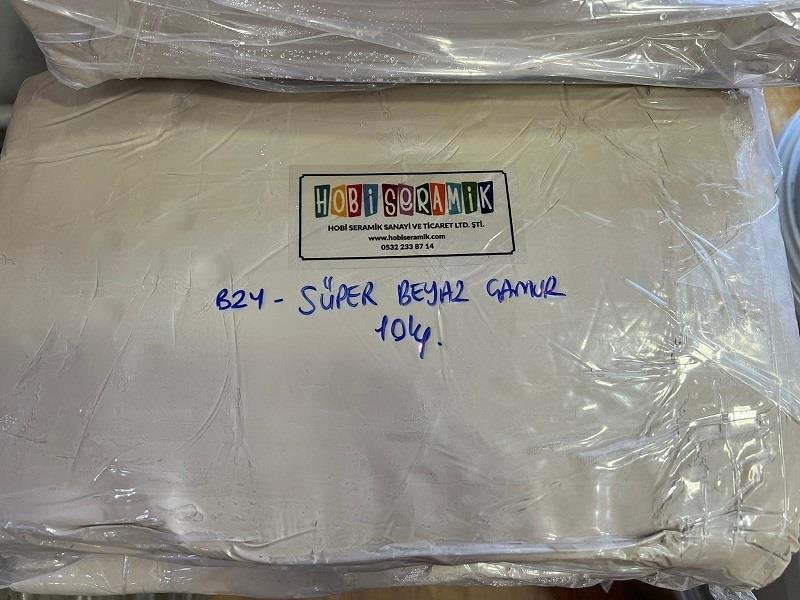 HOBİ SERAMİK
HOBİ SERAMİK SANAYİ VE TİCARET LTD. ŞTİ.
www.hobiseramik.com
0532 233 87 14
B24 - SÜPER BEYAZ ÇAMUR
10kg.